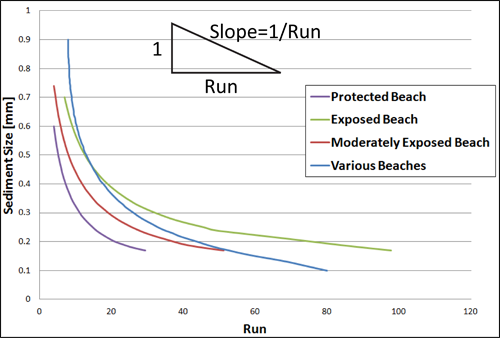 1
0.9
0.8
0.7
0.6
0.5
0.4
0.3
0.2
0.1
0
Sediment Size [mm]
0 20 40 60 80 100 120
Run
Slope=1/Run
1
Run
Protected Beach
Exposed Beach
Moderately Exposed Beach
Various Beaches